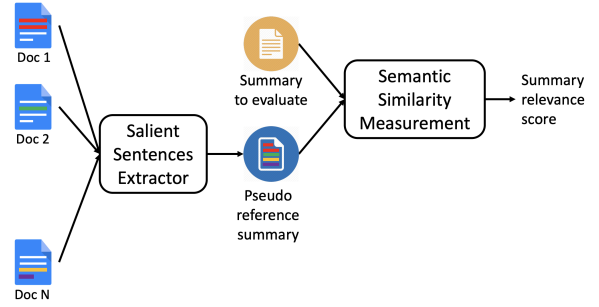 Doc 1
Doc 2
Doc N
Salient
Sentences
Extractor
Summary
to evaluate
Pseudo
reference
summary
Semantic
Similarity
Measurement
Summary
relevance
score